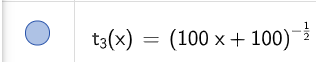 t₃(x) = (100 x + 100)^(-1/2)